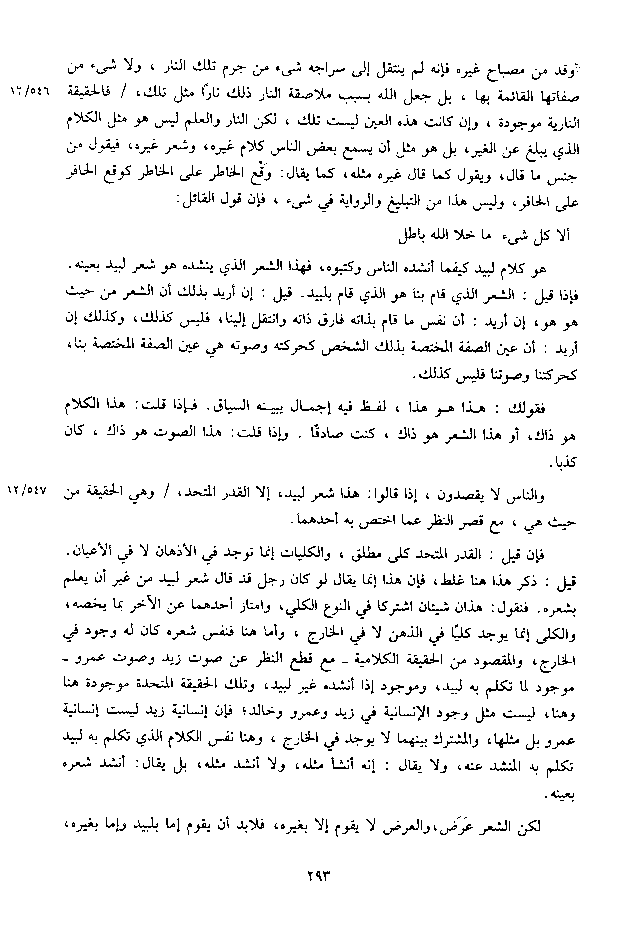 أوقد من مصباح غيره فإنه لم ينتقل إلى سراجه شيء من جرم تلك النار ، ولا شيء من
صفاتها القائمة بها ، بل جعل الله بسبب ملاصقة النار ذلك نارًا مثل تلك، / فالحقيقة ١٢/٥٤٦
النارية موجودة ، وإن كانت هذه العين ليست تلك ، لكن النار والعلم ليس هو مثل الكلام
الذي يبلغ عن الغير، بل هو مثل أن يسمع بعض الناس كلام غيره، وشعر غيره، فيقول من
جنس ما قال، ويقول كما قال غيره مثله، كما يقال: وَقْع الخاطر على الخاطر كوقع الحافر
على الحافر، وليس هذا من التبليغ والرواية في شيء ، فإن قول القائل:
ألا كل شيء ما خلا الله باطل
هو كلام لبيد كيفما أنشده الناس وكتبوه، فهذا الشعر الذي ينشده هو شعر لبيد بعينه.
فإذا قيل : الشعر الذي قام بنا هو الذي قام بلبيد. قيل : إن أريد بذلك أن الشعر من حيث
هو هو، إن أريد : أن نفس ما قام بذاته فارق ذاته وانتقل إلينا، فليس كذلك، وكذلك إن
أريد : أن عين الصفة المختصة بذلك الشخص كحركته وصوته هي عين الصفة المختصة بنا،
كحركتنا وصوتنا فليس كذلك.
فقولك : هذا هو هذا ، لفظ فيه إجمال يبينه السياق. فإذا قلت: هذا الكلام
هو ذاك، أو هذا الشعر هو ذاك ، كنت صادقًا . وإذا قلت: هذا الصوت هو ذاك ، كان
كذبا.
والناس لا يقصدون ، إذا قالوا: هذا شعر لبيد، إلا القدر المتحد، / وهي الحقيقة من ١٢/٥٤٧
حيث هي ، مع قصر النظر عما اختص به أحدهما.
فإن قيل : القدر المتحد كلى مطلق ، والكليات إنما توجد في الأذهان لا في الأعيان.
قيل : ذكر هذا هنا غلط، فإن هذا إنما يقال لو كان رجل قد قال شعر لبيد من غير أن يعلم
بشعره. فنقول: هذان شيئان اشتركا في النوع الكلي، وامتاز أحدهما عن الآخر بما يخصه،
والكلى إنما يوجد كليًا في الذهن لا في الخارج ، وأما هنا فنفس شعره كان له وجود في
الخارج، والمقصود من الحقيقة الكلامية ـ مع قطع النظر عن صوت زيد وصوت عمرو ـ
موجود لما تكلم به لبيد، وموجود إذا أنشده غير لبيد، وتلك الحقيقة المتحدة موجودة هنا
وهنا، ليست مثل وجود الإنسانية في زيد وعمرو وخالد؛ فإن إنسانية زيد ليست إنسانية
عمرو بل مثلها، والمشترك بينهما لا يوجد في الخارج ، وهنا نفس الكلام الذي تكلم به لبيد
تكلم به المنشد عنه، ولا يقال : إنه أنشأ مثله، ولا أنشد مثله، بل يقال: أنشد شعره
بعينه.
لكن الشعر عَرَض، والعرض لا يقوم إلا بغيره، فلابد أن يقوم إما بلبيد وإما بغيره،
٢٩٣